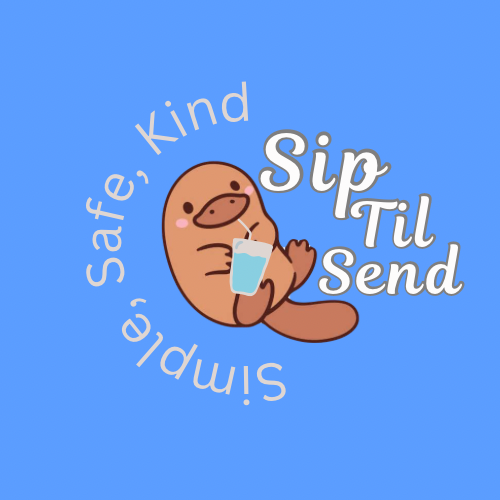 Simple, Safe, Kind
Sip
Til
Send